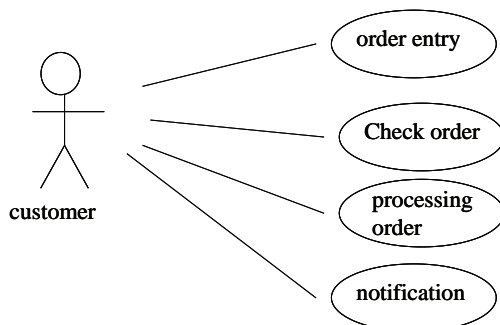 order entry
Check order
processing
order
notification
customer